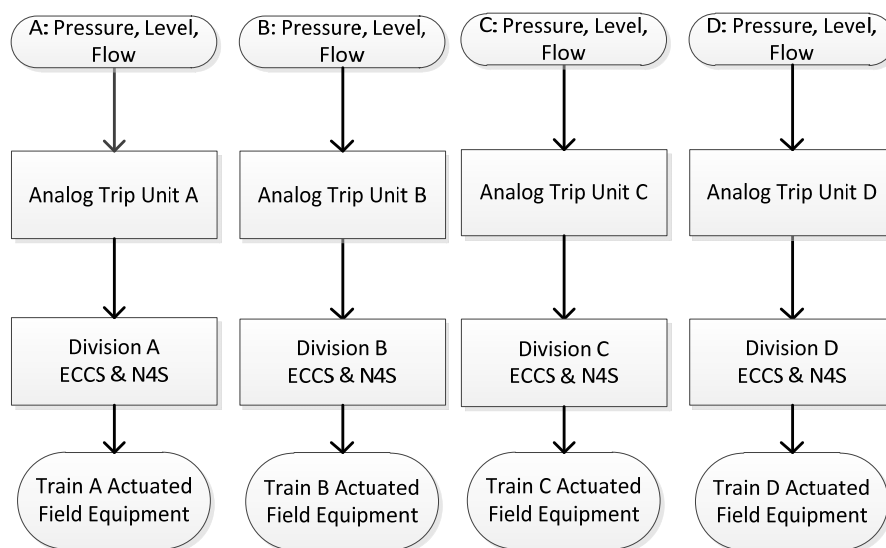 A: Pressure, Level,
Flow
B: Pressure, Level,
Flow
C: Pressure, Level,
Flow
D: Pressure, Level,
Flow
Analog Trip Unit A
Analog Trip Unit B
Analog Trip Unit C
Analog Trip Unit D
Division A
ECCS & N4S
Division B
ECCS & N4S
Division C
ECCS & N4S
Division D
ECCS & N4S
Train A Actuated
Field Equipment
Train B Actuated
Field Equipment
Train C Actuated
Field Equipment
Train D Actuated
Field Equipment